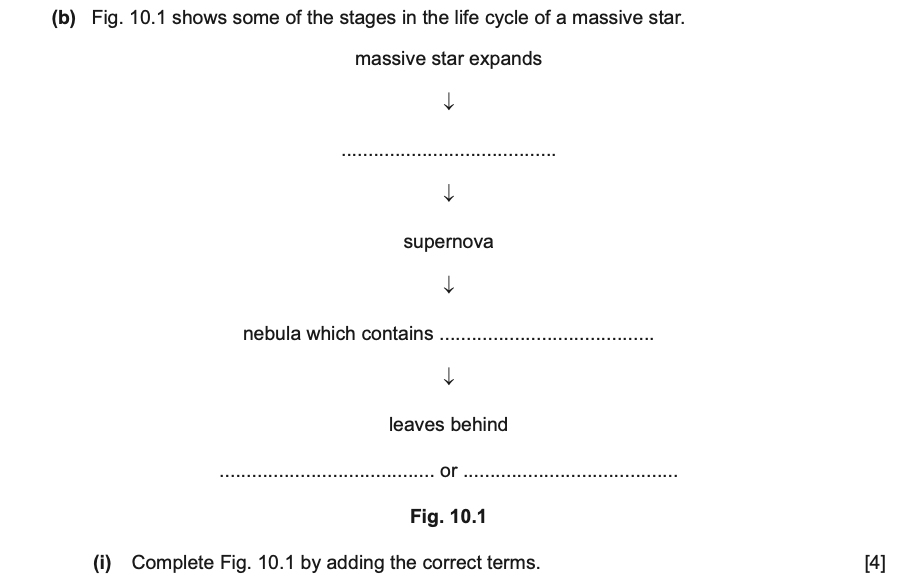 (b) Fig. 10.1 shows some of the stages in the life cycle of a massive star.
massive star expands
↓
........................................
↓
supernova
↓
nebula which contains ........................................
↓
leaves behind
........................................ or ........................................
Fig. 10.1
(i) Complete Fig. 10.1 by adding the correct terms. [4]